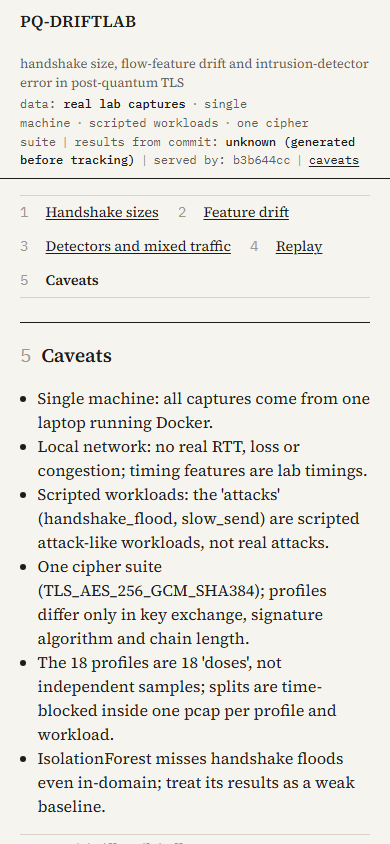 PQ-DRIFTLAB
handshake size, flow-feature drift and intrusion-detector
error in post-quantum TLS
data: real lab captures · single
machine · scripted workloads · one cipher
suite | results from commit: unknown (generated
before tracking) | served by: b3b644cc | caveats
1 Handshake sizes 2 Feature drift
3 Detectors and mixed traffic 4 Replay
5 Caveats
5 Caveats
• Single machine: all captures come from one
laptop running Docker.
• Local network: no real RTT, loss or
congestion; timing features are lab timings.
• Scripted workloads: the 'attacks'
(handshake_flood, slow_send) are scripted
attack-like workloads, not real attacks.
• One cipher suite
(TLS_AES_256_GCM_SHA384); profiles
differ only in key exchange, signature
algorithm and chain length.
• The 18 profiles are 18 'doses', not
independent samples; splits are time-
blocked inside one pcap per profile and
workload.
• IsolationForest misses handshake floods
even in-domain; treat its results as a weak
baseline.